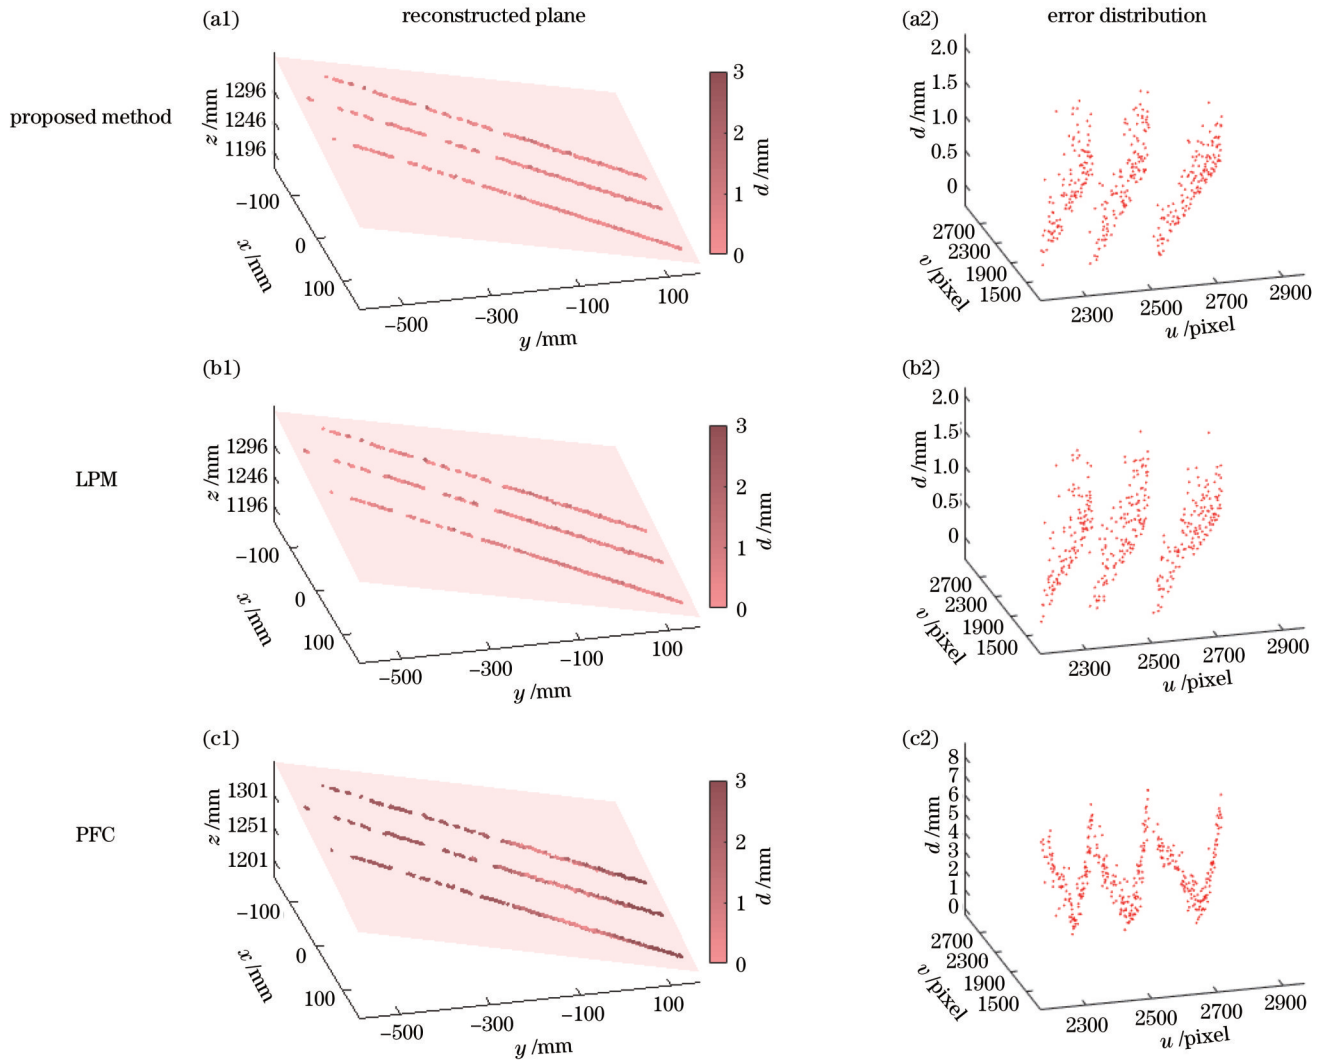 (a1)
reconstructed plane
(a2)
error distribution
proposed method
z /mm
1296
1246
1196
−100
0
100
x /mm
−500
−300
−100
100
y /mm
3
2
1
0
d /mm
2.0
1.5
1.0
0.5
0
d /mm
2700
2300
1900
1500
v /pixel
2300
2500
2700
2900
u /pixel
(b1)
(b2)
LPM
z /mm
1296
1246
1196
−100
0
100
x /mm
−500
−300
−100
100
y /mm
3
2
1
0
d /mm
2.0
1.5
1.0
0.5
0
d /mm
2700
2300
1900
1500
v /pixel
2300
2500
2700
2900
u /pixel
(c1)
(c2)
PFC
z /mm
1301
1251
1201
−100
0
100
x /mm
−500
−300
−100
100
y /mm
3
2
1
0
d /mm
8
7
6
5
4
3
2
1
0
d /mm
2700
2300
1900
1500
v /pixel
2300
2500
2700
2900
u /pixel